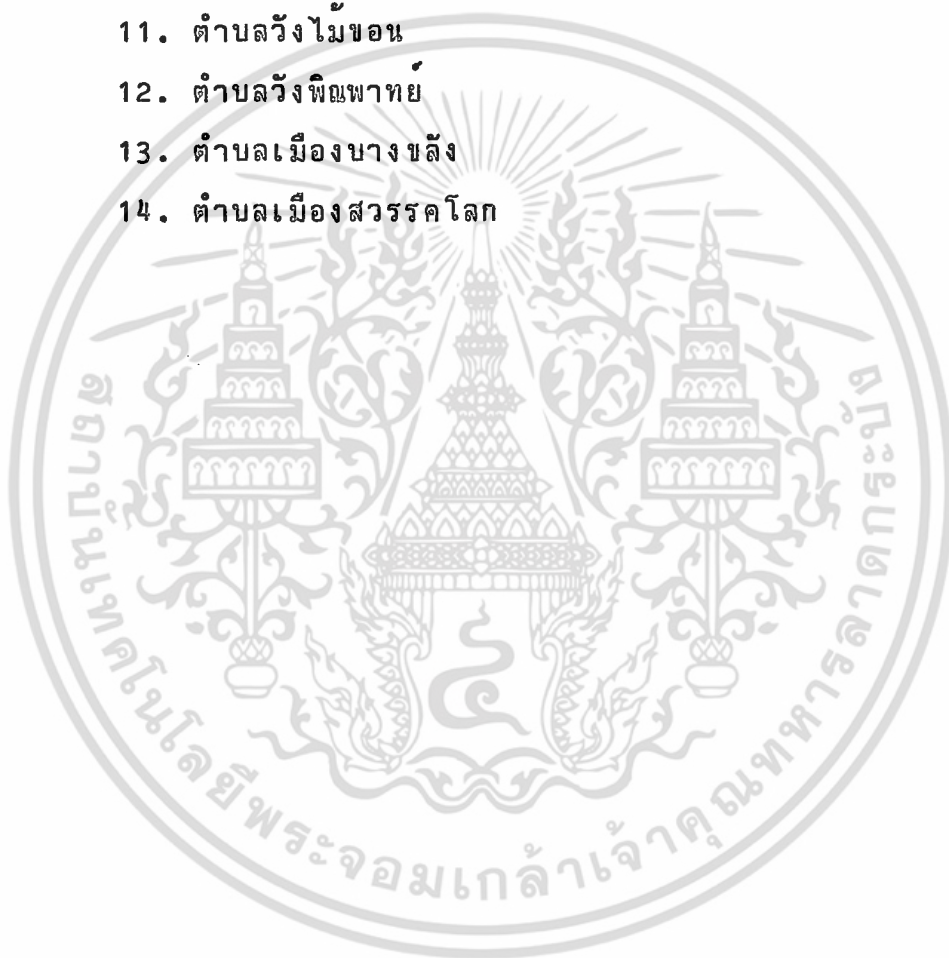 11. ตำบลวังไม้ขอน
12. ตำบลวังพิณพาทย์
13. ตำบลเมืองบางขลัง
14. ตำบลเมืองสวรรคโลก
สถาบันเทคโนโลยีพระจอมเกล้าเจ้าคุณทหารลาดกระบัง